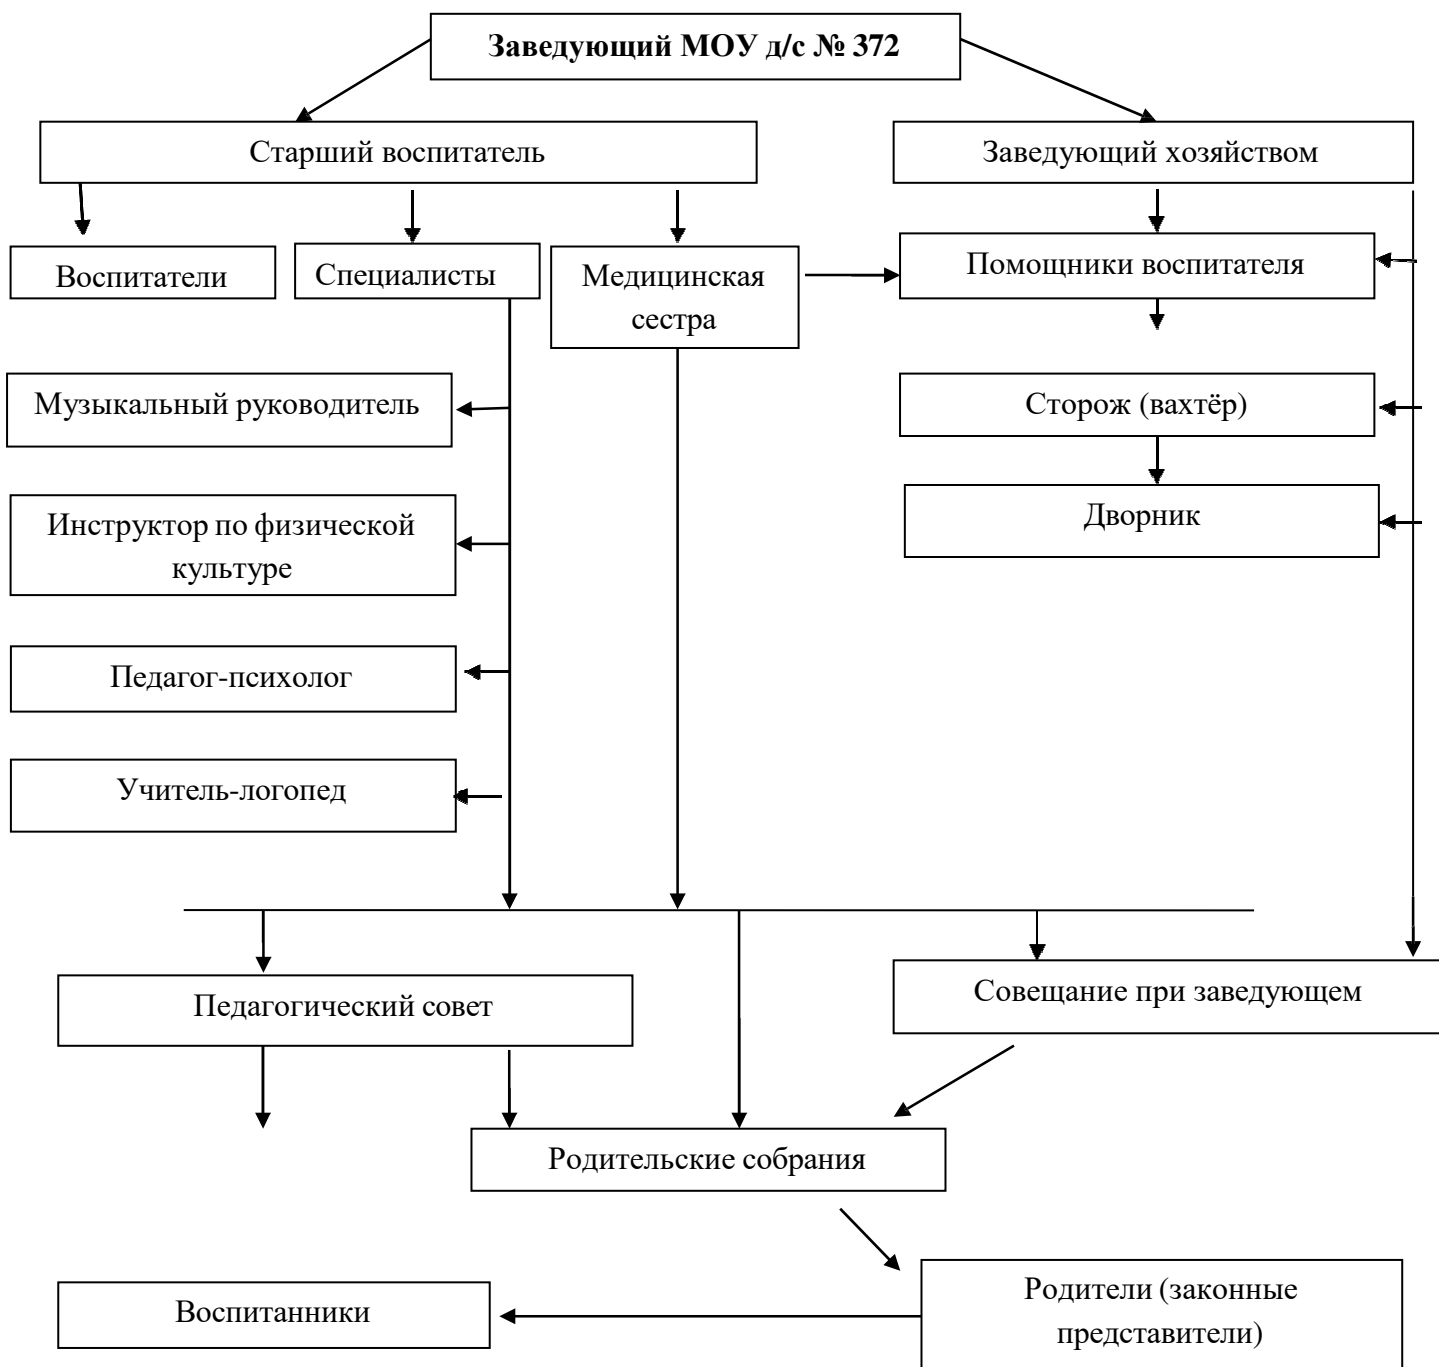 Заведующий МОУ д/с № 372
Старший воспитатель
Заведующий хозяйством
Воспитатели
Специалисты
Медицинская
сестра
Помощники воспитателя
Музыкальный руководитель
Сторож (вахтёр)
Инструктор по физической
культуре
Дворник
Педагог-психолог
Учитель-логопед
Педагогический совет
Совещание при заведующем
Родительские собрания
Воспитанники
Родители (законные
представители)